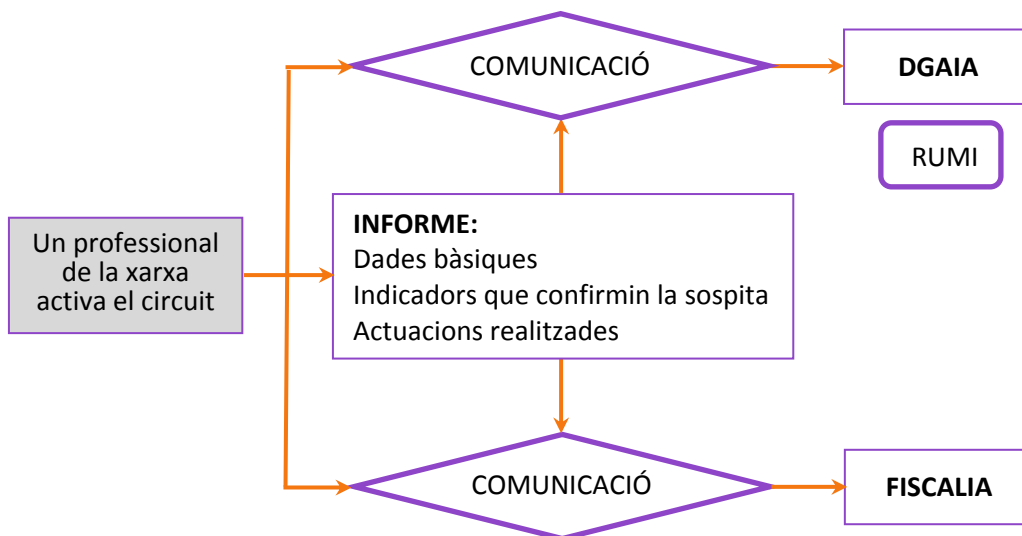 COMUNICACIÓ
DGAIA
RUMI
Un professional
de la xarxa
activa el circuit
INFORME:
Dades bàsiques
Indicadors que confirmin la sospita
Actuacions realitzades
COMUNICACIÓ
FISCALIA